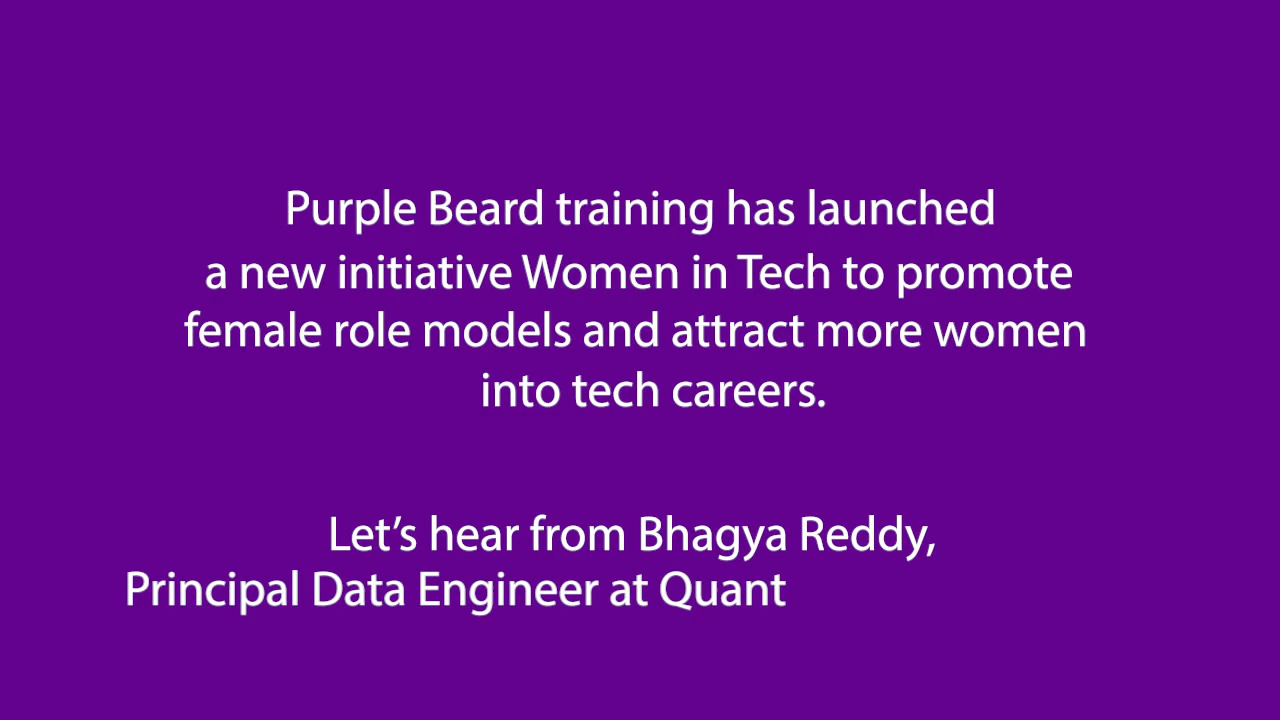 Purple Beard training has launched
a new initiative Women in Tech to promote
female role models and attract more women
into tech careers.
Let’s hear from Bhagya Reddy,
Principal Data Engineer at Quant